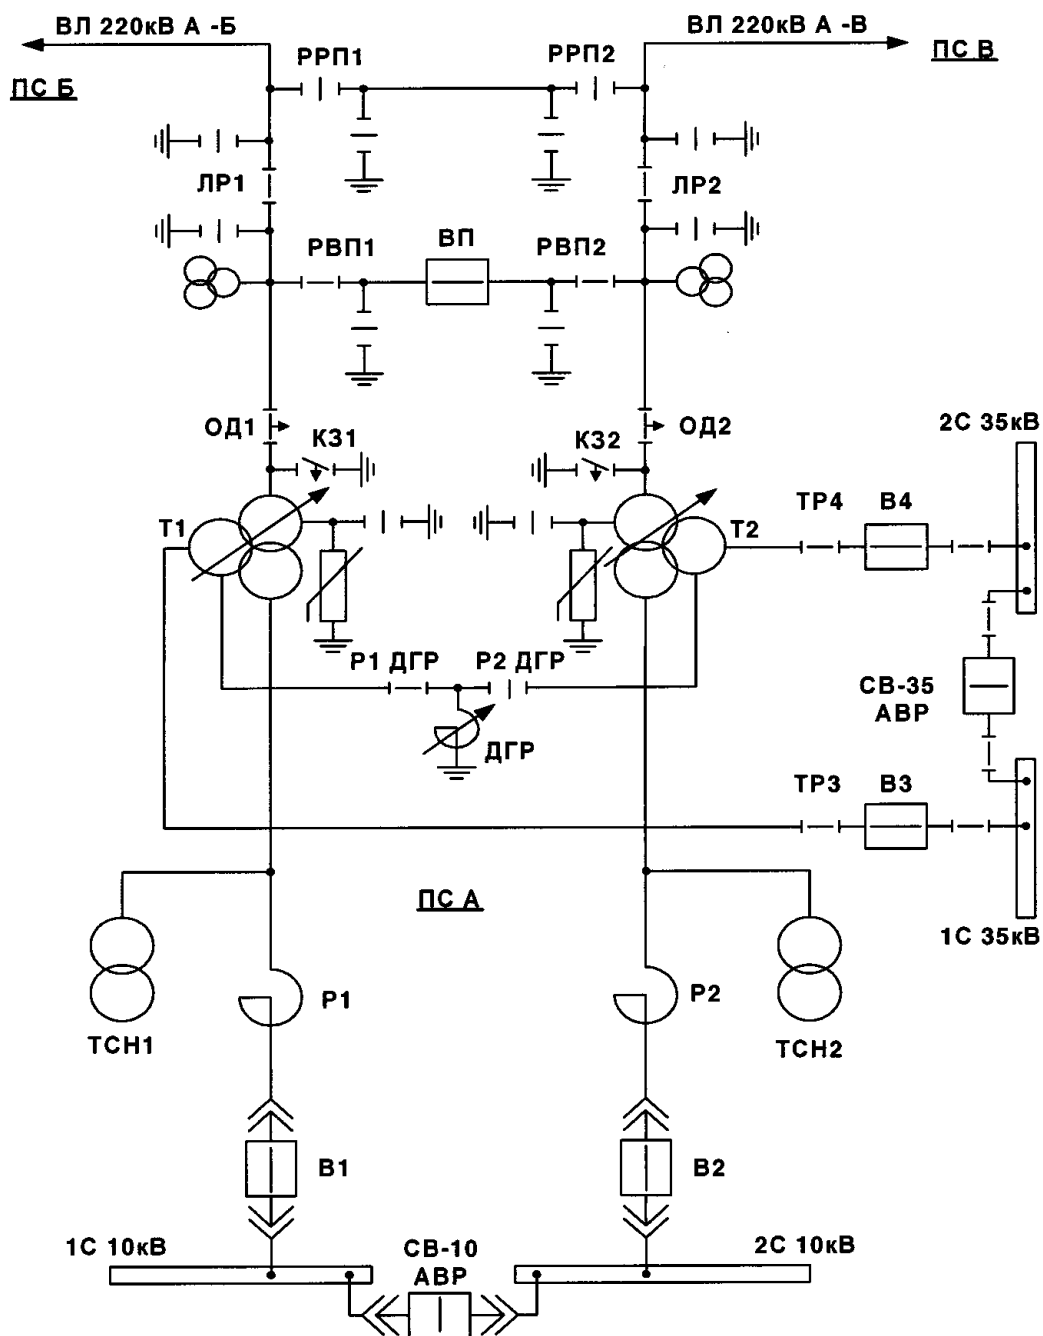 ВЛ 220кВ А -Б
ВЛ 220кВ А -В
ПС Б
РРП1
РРП2
ПС В
ЛР1
ЛР2
РВП1
ВП
РВП2
ОД1
КЗ1
КЗ2
ОД2
2С 35кВ
Т1
Т2
ТР4
В4
Р1 ДГР
Р2 ДГР
СВ-35
АВР
ДГР
ТР3
В3
ПС А
1С 35кВ
Р1
Р2
ТСН1
ТСН2
В1
В2
1С 10кВ
СВ-10
АВР
2С 10кВ